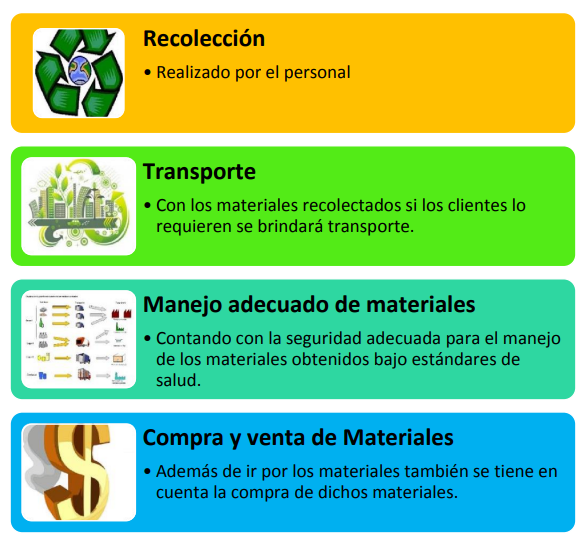 Recolección
• Realizado por el personal
Transporte
• Con los materiales recolectados si los clientes lo
requieren se brindará transporte.
Manejo adecuado de materiales
• Contando con la seguridad adecuada para el manejo
de los materiales obtenidos bajo estándares de
salud.
Compra y venta de Materiales
• Además de ir por los materiales también se tiene en
cuenta la compra de dichos materiales.